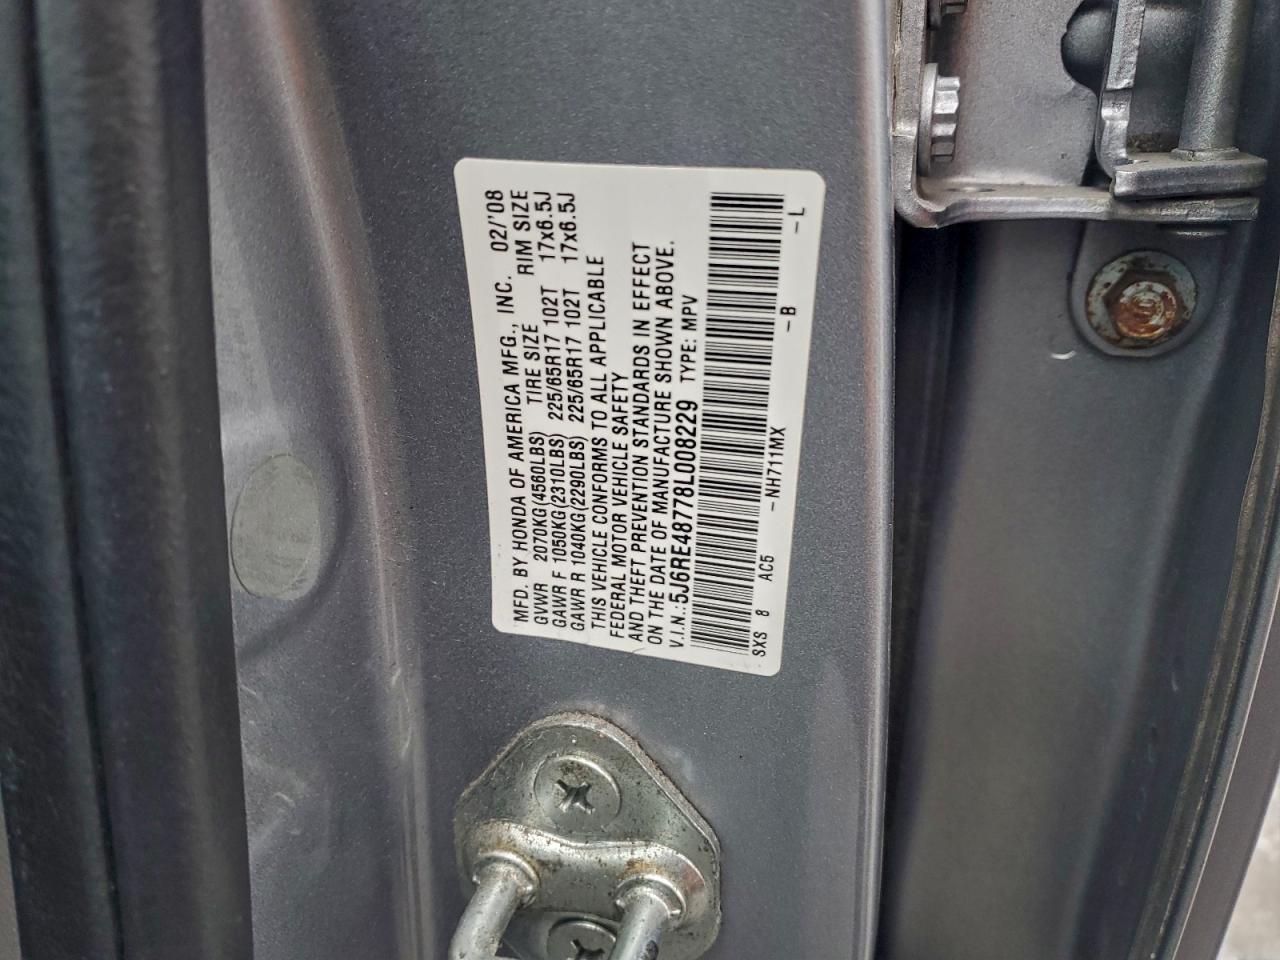 MFD. BY HONDA OF AMERICA MFG., INC. 02/'08
GVWR 2070KG(4560LBS) TIRE SIZE RIM SIZE
GAWR F 1050KG(2310LBS) 225/65R17 102T 17x6.5J
GAWR R 1040KG(2290LBS) 225/65R17 102T 17x6.5J
THIS VEHICLE CONFORMS TO ALL APPLICABLE
FEDERAL MOTOR VEHICLE SAFETY
AND THEFT PREVENTION STANDARDS IN EFFECT
ON THE DATE OF MANUFACTURE SHOWN ABOVE.
V.I.N.:5J6RE48778L008229 TYPE: MPV
SXS 8 AC5 -NH711MX -B -L